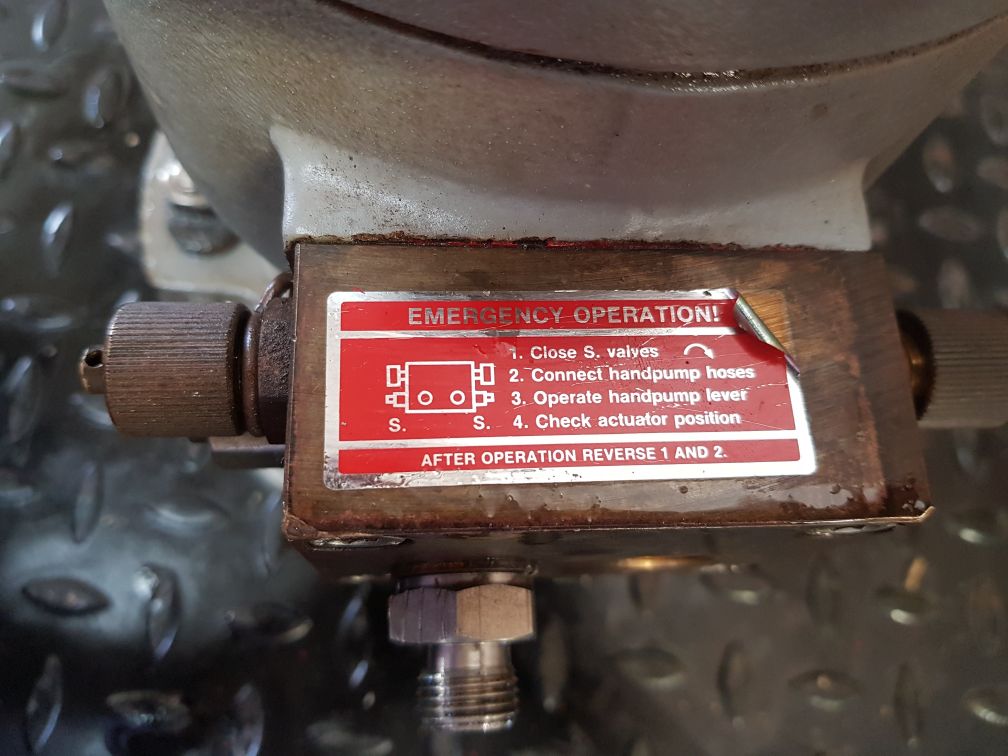 EMERGENCY OPERATION!
1. Close S. valves
2. Connect handpump hoses
3. Operate handpump lever
4. Check actuator position
S. S.
AFTER OPERATION REVERSE 1 AND 2.